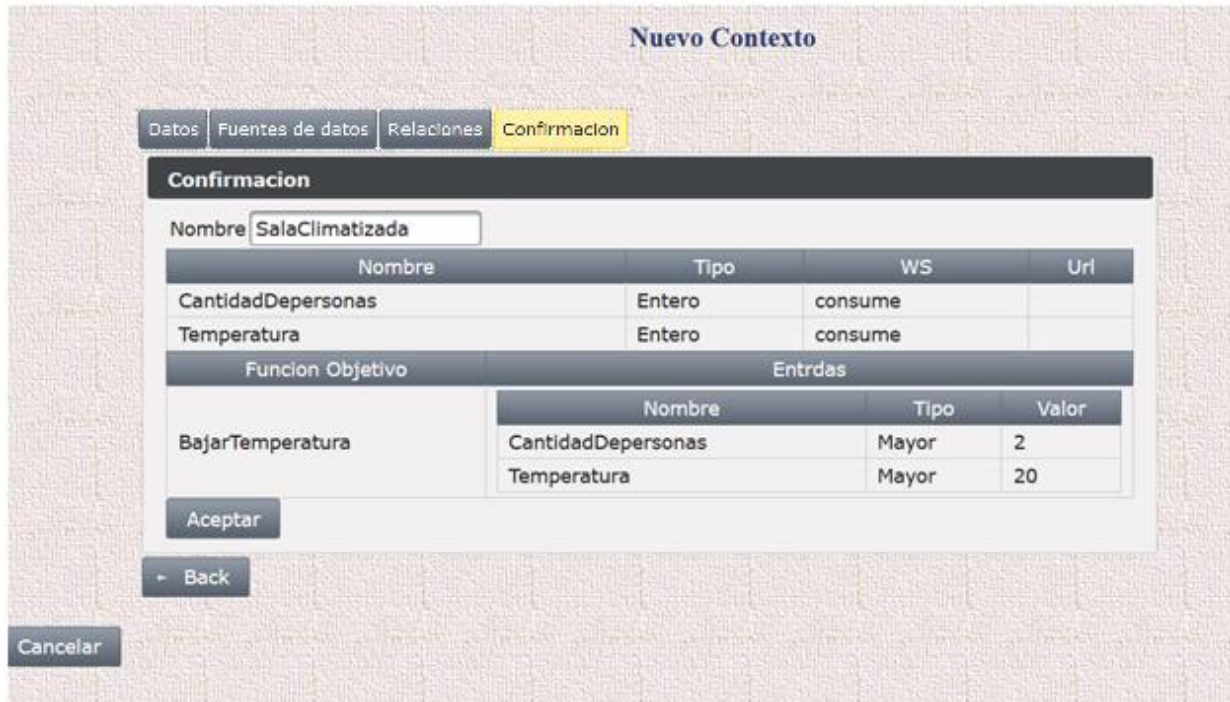 Nuevo Contexto
Datos Fuentes de datos Relaciones Confirmacion
Confirmacion
Nombre SalaClimatizada
Nombre Tipo WS Url
CantidadDepersonas Entero consume
Temperatura Entero consume
Funcion Objetivo Entrdas
Nombre Tipo Valor
BajarTemperatura CantidadDepersonas Mayor 2
Temperatura Mayor 20
Aceptar
← Back
Cancelar